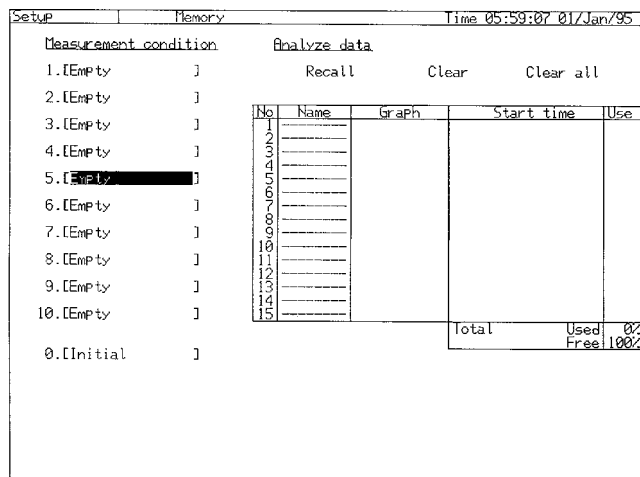 Setup Memory Time 05:59:07 01/Jan/95
Measurement condition
1.[Empty ]
2.[Empty ]
3.[Empty ]
4.[Empty ]
5.[Empty ]
6.[Empty ]
7.[Empty ]
8.[Empty ]
9.[Empty ]
10.[Empty ]
0.[Initial ]
Analyze data
Recall Clear Clear all
No Name Graph Start time Use
1 --------
2 --------
3 --------
4 --------
5 --------
6 --------
7 --------
8 --------
9 --------
10 --------
11 --------
12 --------
13 --------
14 --------
15 --------
Total Used 0%
Free 100%